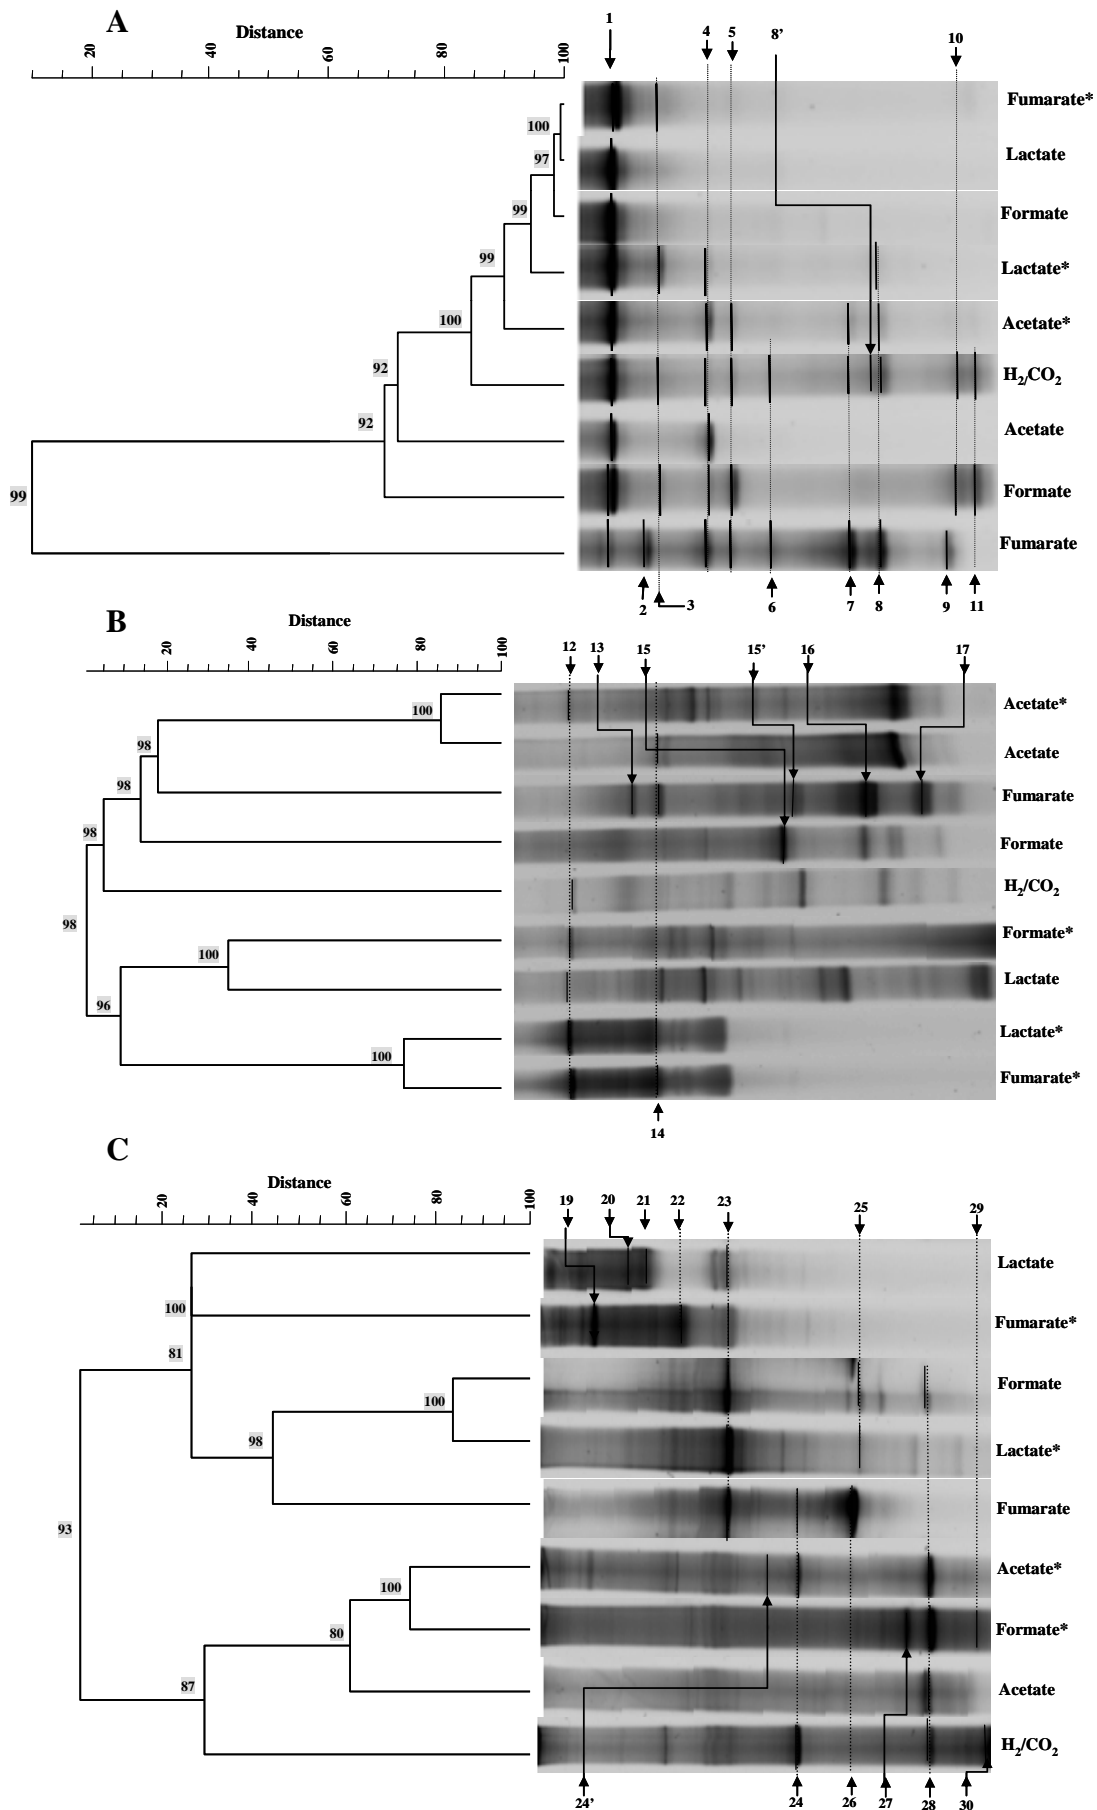 A
Distance
20 40 60 80 100
1 4 5 8’ 10
Fumarate*
100
Lactate
97
Formate
99
Lactate*
99
Acetate*
100
H2/CO2
92
Acetate
92
Formate
99
Fumarate
2 3 6 7 8 9 11
B
Distance
20 40 60 80 100
12 13 15 15’ 16 17
Acetate*
100
Acetate
98
Fumarate
98
Formate
98
H2/CO2
98
Formate*
100
Lactate
96
Lactate*
100
Fumarate*
14
C
Distance
20 40 60 80 100
19 20 21 22 23 25 29
Lactate
100
Fumarate*
81
Formate
100
Lactate*
98
Fumarate
93
Acetate*
100
Formate*
80
Acetate
87
H2/CO2
24’ 24 26 27 28 30